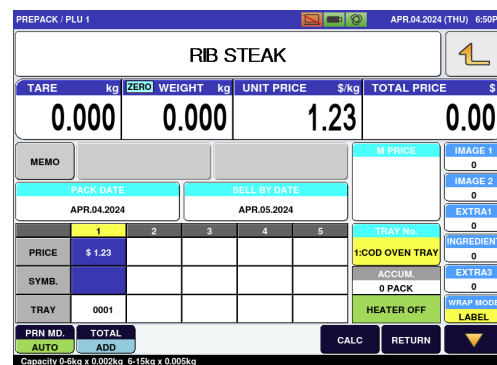 PREPACK / PLU 1 APR.04.2024 (THU) 6:50P
RIB STEAK
TARE kg ZERO WEIGHT kg UNIT PRICE $/kg TOTAL PRICE $
0.000 0.000 1.23 0.00
MEMO M PRICE IMAGE 1
0
IMAGE 2
0
PACK DATE SELL BY DATE
APR.04.2024 APR.05.2024 EXTRA1
0
1 2 3 4 5 TRAY No. INGREDIENT
PRICE $ 1.23 1:COD OVEN TRAY 0
SYMB. ACCUM. EXTRA3
0 PACK 0
TRAY 0001 HEATER OFF WRAP MODE
LABEL
PRN MD. TOTAL CALC RETURN
AUTO ADD
Capacity 0-6kg x 0.002kg 6-15kg x 0.005kg